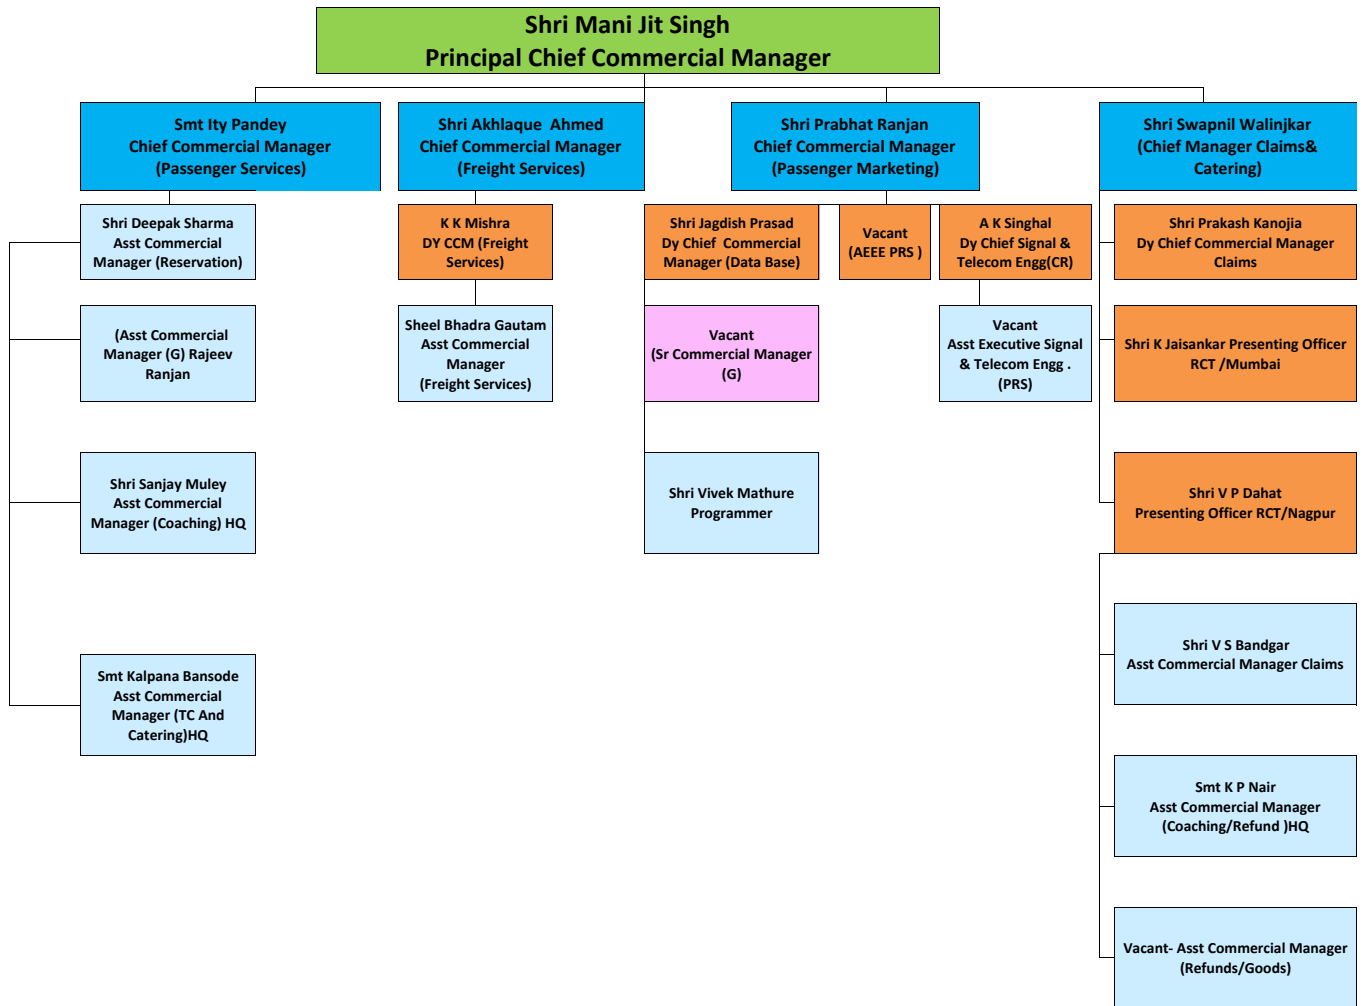 Shri Mani Jit Singh
Principal Chief Commercial Manager
Smt Ity Pandey
Chief Commercial Manager
(Passenger Services)
Shri Akhlaque  Ahmed
Chief Commercial Manager
(Freight Services)
Shri Prabhat Ranjan
Chief Commercial Manager
(Passenger Marketing)
Shri Swapnil Walinjkar
(Chief Manager Claims&
Catering)
Shri Deepak Sharma
Asst Commercial
Manager (Reservation)
K K Mishra
DY CCM (Freight
Services)
Shri Jagdish Prasad
Dy Chief  Commercial
Manager (Data Base)
Vacant
(AEEE PRS )
A K Singhal
Dy Chief Signal &
Telecom Engg(CR)
Shri Prakash Kanojia
Dy Chief Commercial Manager
Claims
(Asst Commercial
Manager (G) Rajeev
Ranjan
Sheel Bhadra Gautam
Asst Commercial
Manager
(Freight Services)
Vacant
(Sr Commercial Manager
(G)
Vacant
Asst Executive Signal
& Telecom Engg .
(PRS)
Shri K Jaisankar Presenting Officer
RCT /Mumbai
Shri Sanjay Muley
Asst Commercial
Manager (Coaching) HQ
Shri Vivek Mathure
Programmer
Shri V P Dahat
Presenting Officer RCT/Nagpur
Shri V S Bandgar
Asst Commercial Manager Claims
Smt Kalpana Bansode
Asst Commercial
Manager (TC And
Catering)HQ
Smt K P Nair
Asst Commercial Manager
(Coaching/Refund )HQ
Vacant- Asst Commercial Manager
(Refunds/Goods)